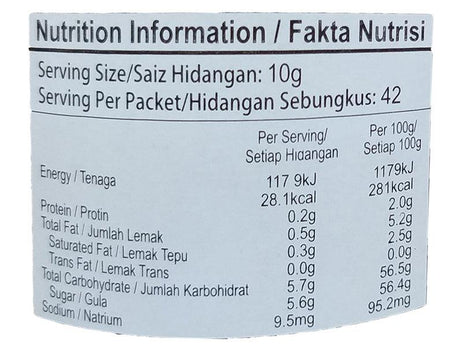 Nutrition Information / Fakta Nutrisi
Serving Size/Saiz Hidangan: 10g
Serving Per Packet/Hidangan Sebungkus: 42
Per Serving/ Per 100g/
Setiap Hidangan Setiap 100g
Energy / Tenaga 117 9kJ 1179kJ
28.1kcal 281kcal
Protein / Protin 0.2g 2.0g
Total Fat / Jumlah Lemak 0.5g 5.2g
Saturated Fat / Lemak Tepu 0.3g 2.5g
Trans Fat / Lemak Trans 0.0g 0.0g
Total Carbohydrate / Jumlah Karbohidrat 5.7g 56.5g
Sugar / Gula 5.6g 56.4g
Sodium / Natrium 9.5mg 95.2mg